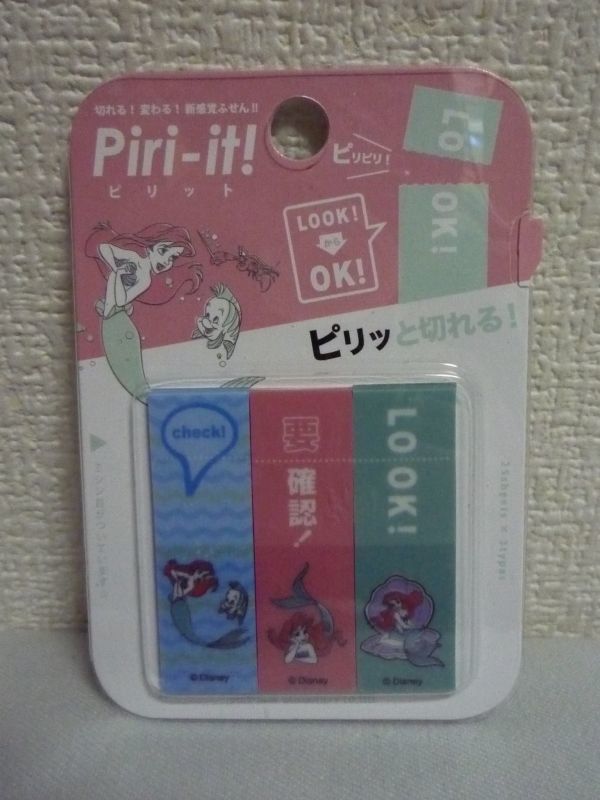 切れる！変わる！新感覚ふせん!!
Piri-it!
ピリット
ピリピリ！
LO
OK!
LOOK!
から
OK!
ピリッと切れる！
check!
要
確認！
LOOK!
©Disney
©Disney
©Disney